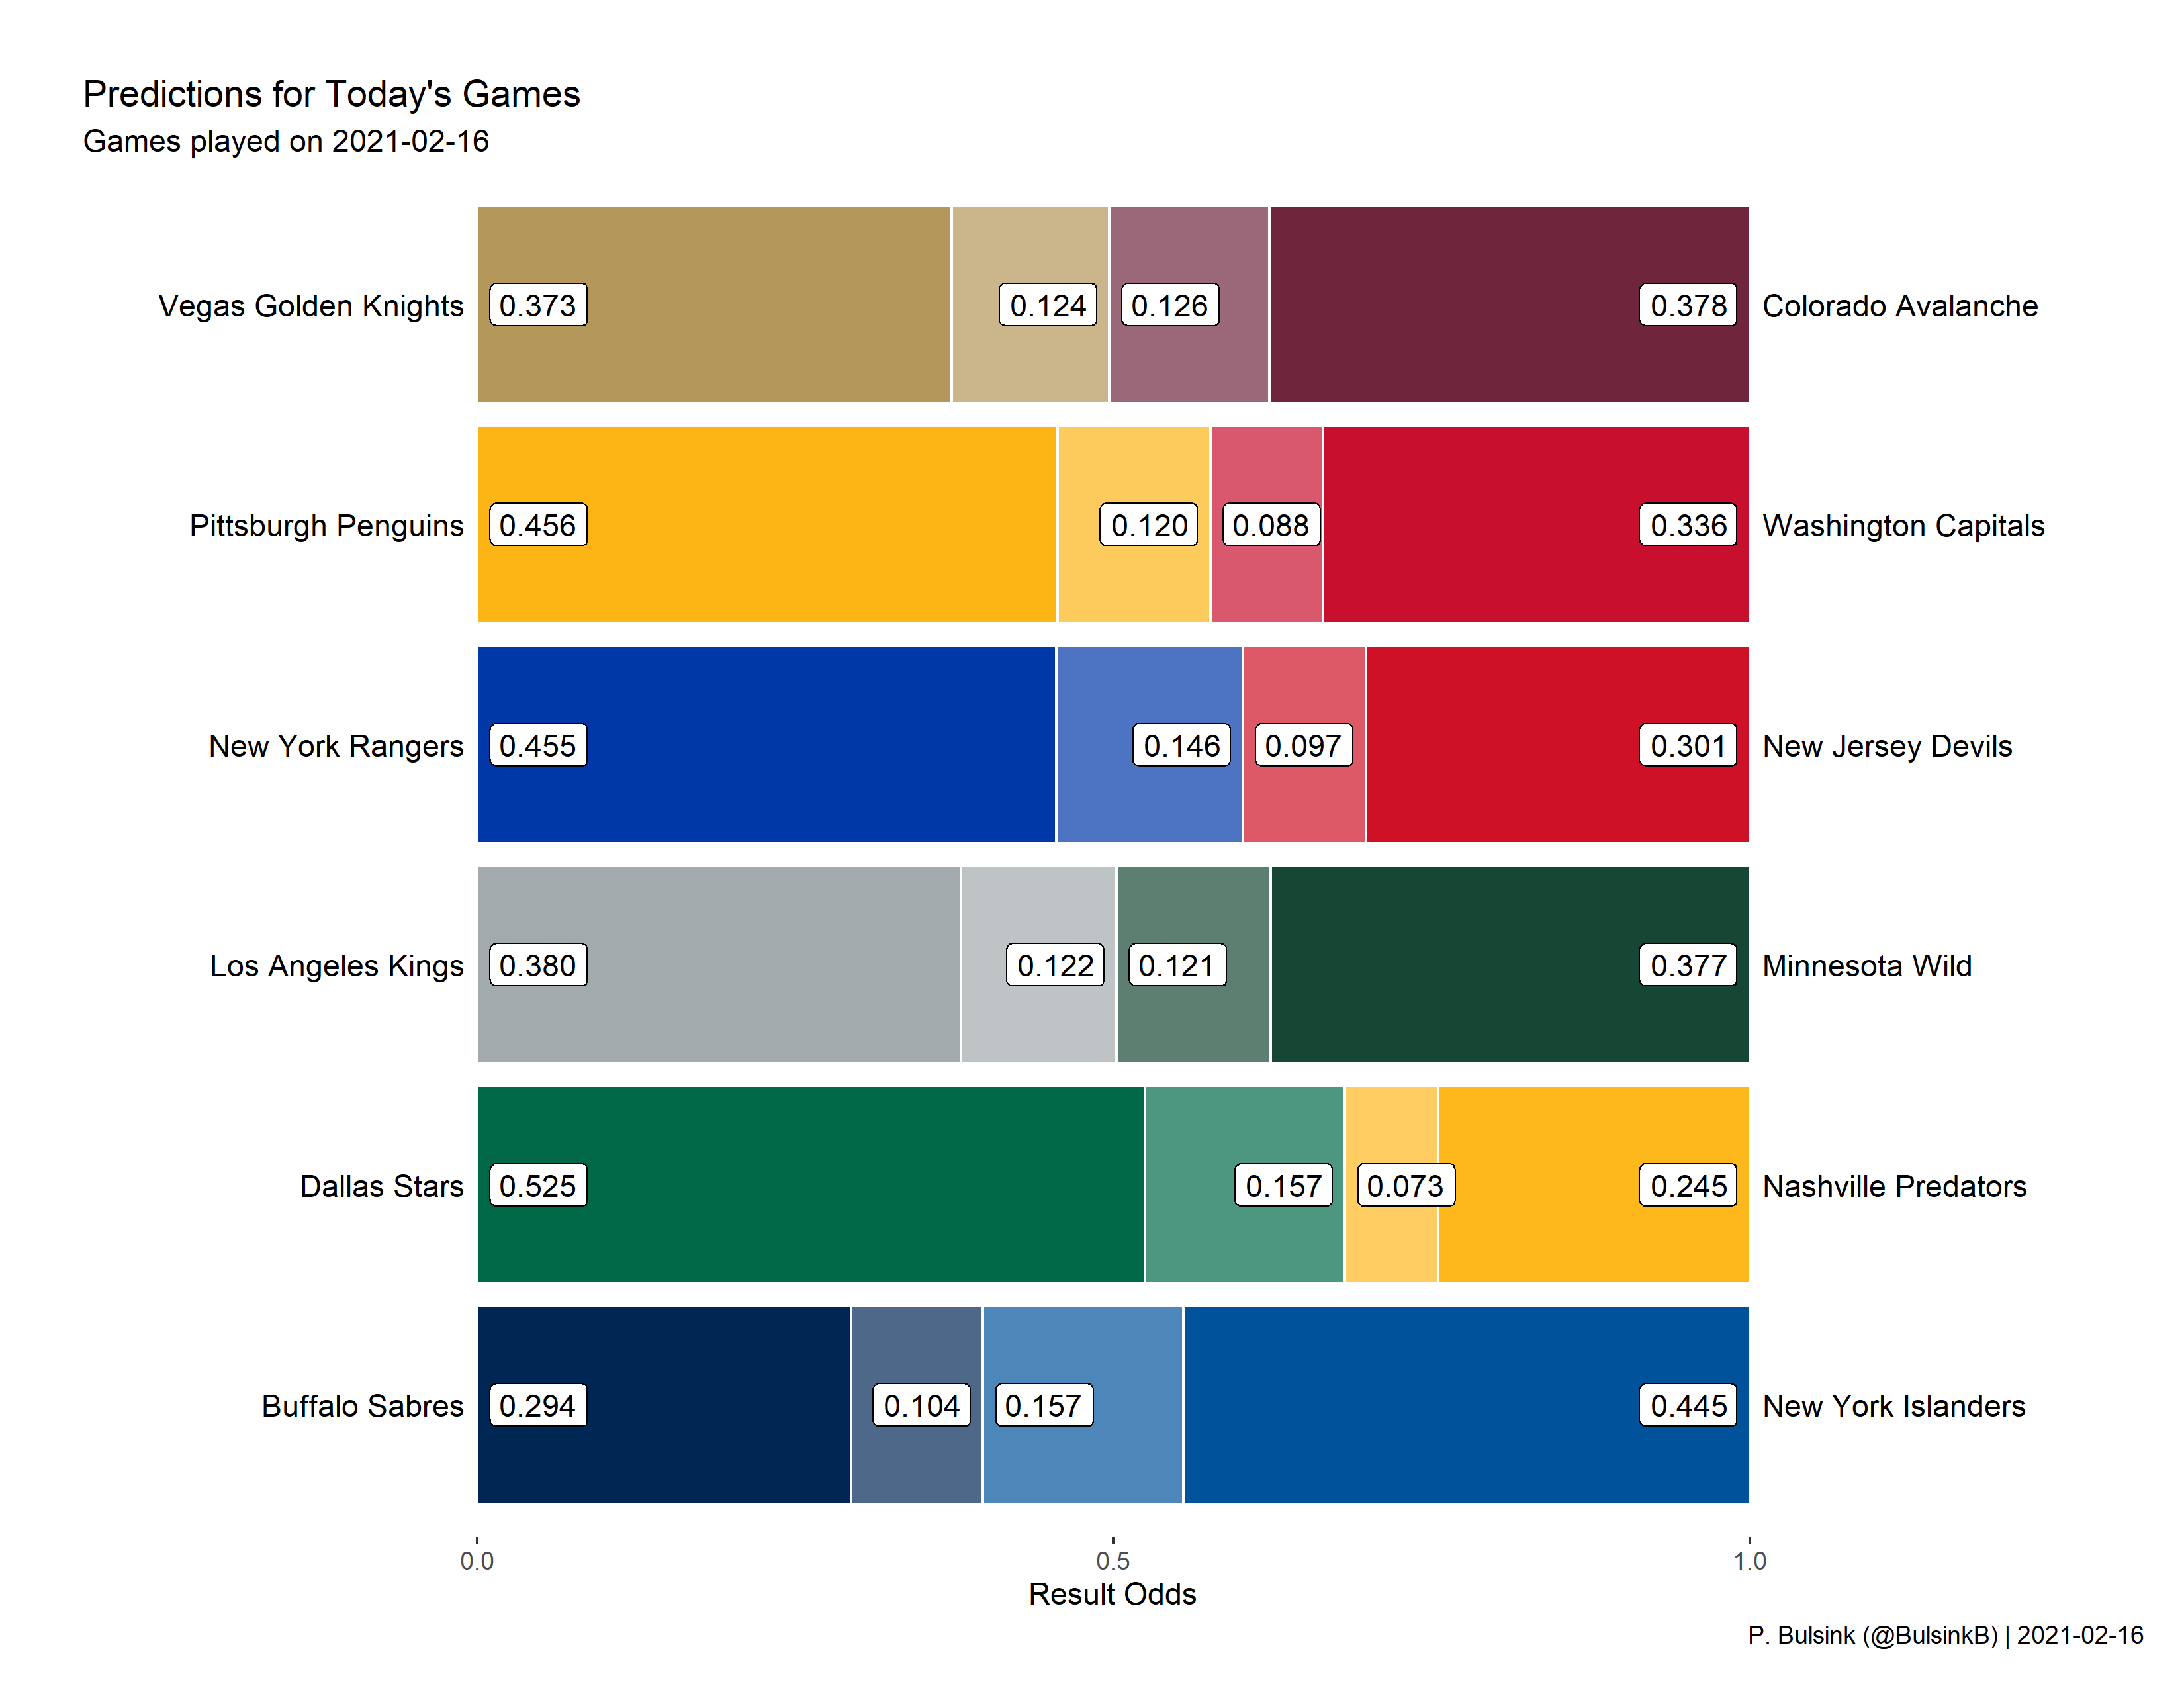 Predictions for Today's Games
Games played on 2021-02-16
Vegas Golden Knights 0.373 0.124 0.126 0.378 Colorado Avalanche
Pittsburgh Penguins 0.456 0.120 0.088 0.336 Washington Capitals
New York Rangers 0.455 0.146 0.097 0.301 New Jersey Devils
Los Angeles Kings 0.380 0.122 0.121 0.377 Minnesota Wild
Dallas Stars 0.525 0.157 0.073 0.245 Nashville Predators
Buffalo Sabres 0.294 0.104 0.157 0.445 New York Islanders
0.0 0.5 1.0
Result Odds
P. Bulsink (@BulsinkB) | 2021-02-16